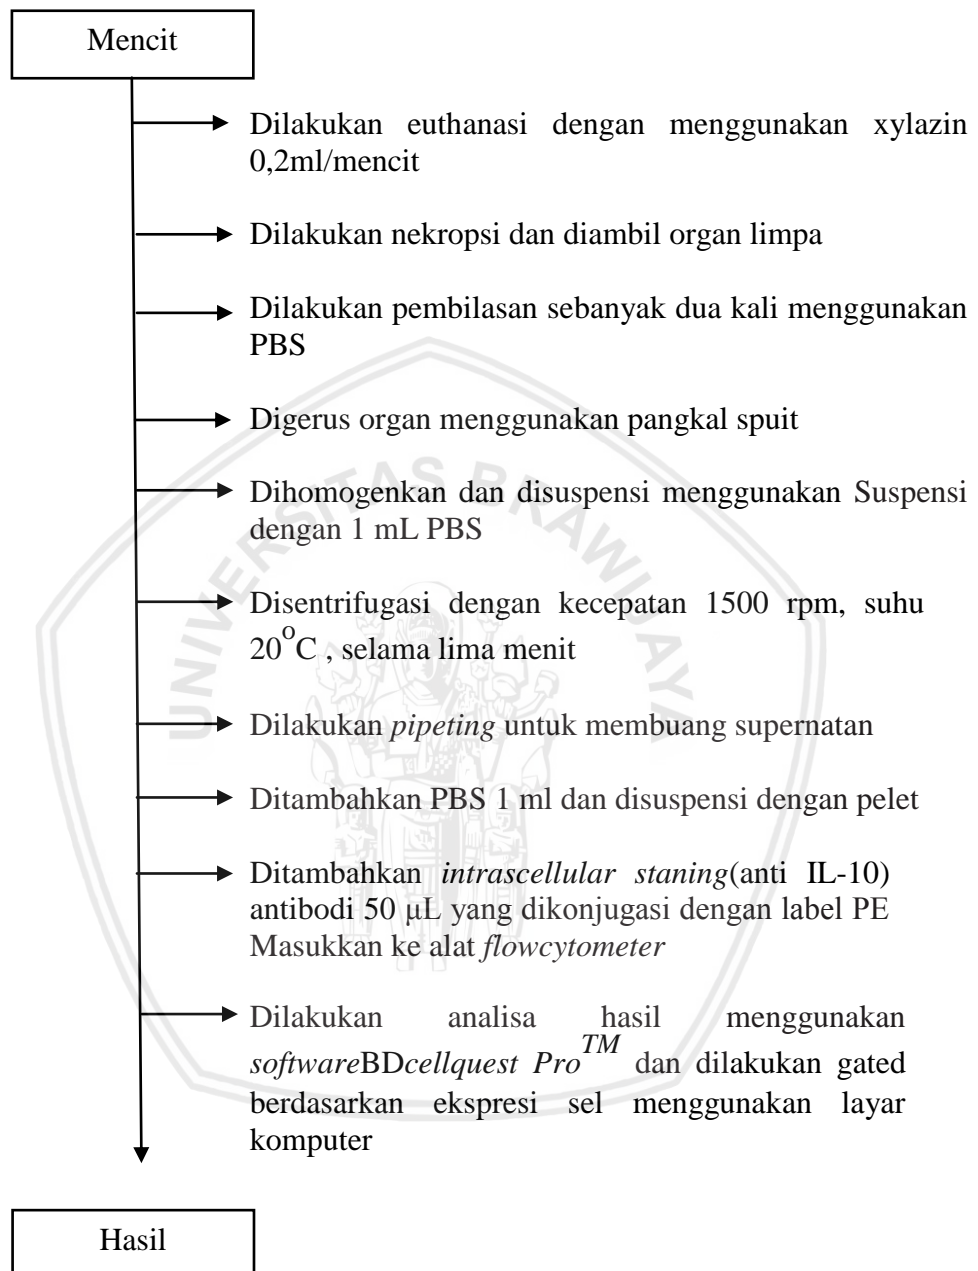 Mencit
Dilakukan euthanasi dengan menggunakan xylazin
0,2ml/mencit
Dilakukan nekropsi dan diambil organ limpa
Dilakukan pembilasan sebanyak dua kali menggunakan
PBS
Digerus organ menggunakan pangkal spuit
Dihomogenkan dan disuspensi menggunakan Suspensi
dengan 1 mL PBS
Disentrifugasi dengan kecepatan 1500 rpm, suhu
20°C , selama lima menit
Dilakukan pipeting untuk membuang supernatan
Ditambahkan PBS 1 ml dan disuspensi dengan pelet
Ditambahkan intrascellular staning(anti IL-10)
antibodi 50 µL yang dikonjugasi dengan label PE
Masukkan ke alat flowcytometer
Dilakukan analisa hasil menggunakan
softwareBDcellquest Pro™ dan dilakukan gated
berdasarkan ekspresi sel menggunakan layar
komputer
Hasil
UNIVERSITAS BRAWIJAYA